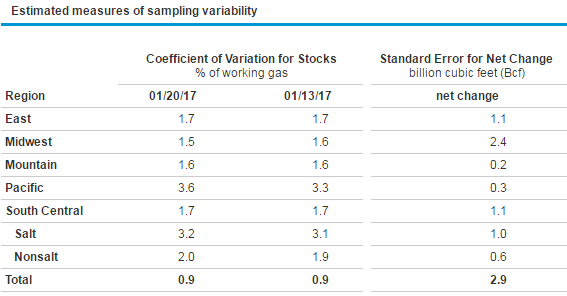 Estimated measures of sampling variability
Coefficient of Variation for Stocks Standard Error for Net Change
% of working gas billion cubic feet (Bcf)
Region 01/20/17 01/13/17 net change
East 1.7 1.7 1.1
Midwest 1.5 1.6 2.4
Mountain 1.6 1.6 0.2
Pacific 3.6 3.3 0.3
South Central 1.7 1.7 1.1
Salt 3.2 3.1 1.0
Nonsalt 2.0 1.9 0.6
Total 0.9 0.9 2.9